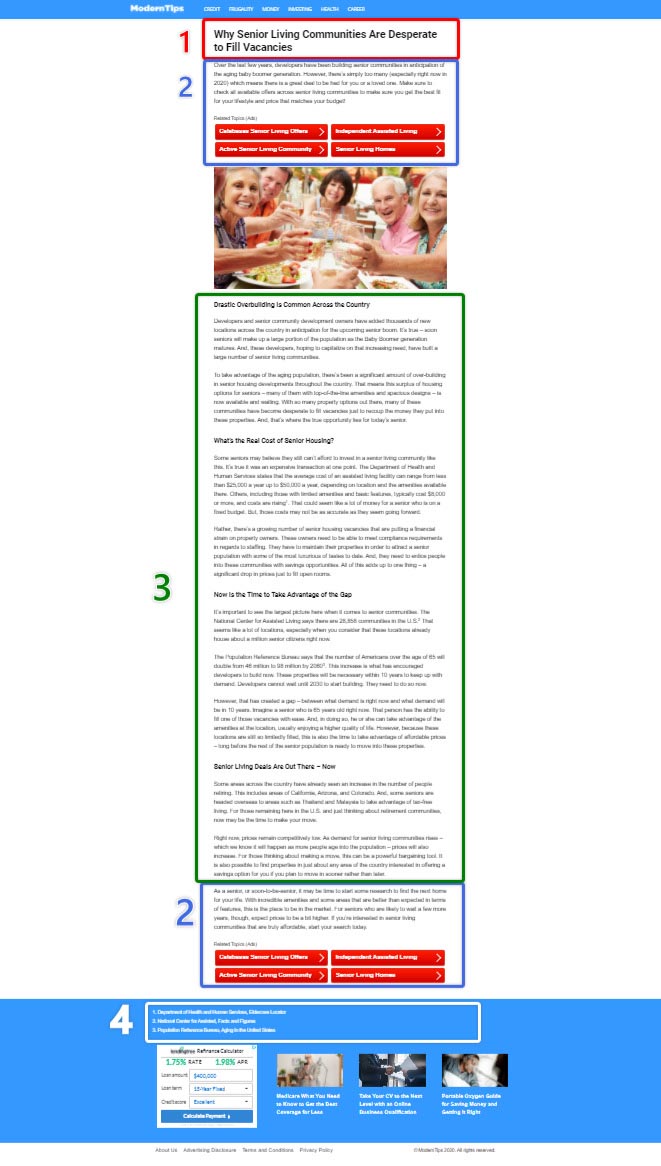 ModernTips
CREDIT FRUGALITY MONEY INVESTING HEALTH CAREER
1
Why Senior Living Communities Are Desperate
to Fill Vacancies
2
Over the last few years, developers have been building senior communities in anticipation of
the aging baby boomer generation. However, there's simply too many (especially right now in
2020) which means there is a great deal to be had for you or a loved one. Make sure to
check all available offers across senior living communities to make sure you get the best fit
for your lifestyle and price that matches your budget!
Related Topics (Ads)
Calabasas Senior Living Offers
Independent Assisted Living
Active Senior Living Community
Senior Living Homes
Drastic Overbuilding Is Common Across the Country
Developers and senior community development owners have added thousands of new
locations across the country in anticipation for the upcoming senior boom. It's true – soon
seniors will make up a large portion of the population as the Baby Boomer generation
matures. And, these developers, hoping to capitalize on that increasing need, have built a
large number of senior living communities.
To take advantage of the aging population, there's been a significant amount of over-building
in senior housing developments throughout the country. That means this surplus of housing
options for seniors – many of them with top-of-the-line amenities and spacious designs – is
now available and waiting. With so many property options out there, many of these
communities have become desperate to fill vacancies just to recoup the money they put into
these properties. And, that's where the true opportunity lies for today's senior.
What's the Real Cost of Senior Housing?
Some seniors may believe they still can't afford to invest in a senior living community like
this. It's true it was an expensive transaction at one point. The Department of Health and
Human Services states that the average cost of an assisted living facility can range from less
than $25,000 a year up to $50,000 a year, depending on location and the amenities available
there. Others, including those with limited amenities and basic features, typically cost $8,000
or more, and costs are rising¹. That could seem like a lot of money for a senior who is on a
fixed budget. But, those costs may not be as accurate as they seem going forward.
Rather, there's a growing number of senior housing vacancies that are putting a financial
strain on property owners. These owners need to be able to meet compliance requirements
in regards to staffing. They have to maintain their properties in order to attract a senior
population with some of the most luxurious of tastes to date. And, they need to entice people
into these communities with savings opportunities. All of this adds up to one thing – a
significant drop in prices just to fill open rooms.
3
Now Is the Time to Take Advantage of the Gap
It's important to see the largest picture here when it comes to senior communities. The
National Center for Assisted Living says there are 28,858 communities in the U.S.² That
seems like a lot of locations, especially when you consider that these locations already
house about a million senior citizens right now.
The Population Reference Bureau says that the number of Americans over the age of 65 will
double from 46 million to 98 million by 2060³. This increase is what has encouraged
developers to build now. These properties will be necessary within 10 years to keep up with
demand. Developers cannot wait until 2030 to start building. They need to do so now.
However, that has created a gap – between what demand is right now and what demand will
be in 10 years. Imagine a senior who is 65 years old right now. That person has the ability to
fill one of those vacancies with ease. And, in doing so, he or she can take advantage of the
amenities at the location, usually enjoying a higher quality of life. However, because these
locations are still so limitedly filled, this is also the time to take advantage of affordable prices
– long before the rest of the senior population is ready to move into these properties.
Senior Living Deals Are Out There – Now
Some areas across the country have already seen an increase in the number of people
retiring. This includes areas of California, Arizona, and Colorado. And, some seniors are
headed overseas to areas such as Thailand and Malaysia to take advantage of tax-free
living. For those remaining here in the U.S. and just thinking about retirement communities,
now may be the time to make your move.
Right now, prices remain competitively low. As demand for senior living communities rises –
which we know it will happen as more people age into the population – prices will also
increase. For those thinking about making a move, this can be a powerful bargaining tool. It
is also possible to find properties in just about any area of the country interested in offering a
savings option for you if you plan to move in sooner rather than later.
2
As a senior, or soon-to-be-senior, it may be time to start some research to find the next home
for your life. With incredible amenities and some areas that are better than expected in terms
of features, this is the place to be in the market. For seniors who are likely to wait a few more
years, though, expect prices to be a bit higher. If you're interested in senior living
communities that are truly affordable, start your search today.
Related Topics (Ads)
Calabasas Senior Living Offers
Independent Assisted Living
Active Senior Living Community
Senior Living Homes
4
1. Department of Health and Human Services, Eldercare Locator
2. National Center for Assisted, Facts and Figures
3. Population Reference Bureau, Aging in the United States
lendingtree Refinance Calculator
1.75% RATE 1.98% APR
Loan amount $400,000
Loan term 15-Year Fixed
Credit score Excellent
Calculate Payment
Medicare What You Need
to Know to Get the Best
Coverage for Less
Take Your CV to the Next
Level with an Online
Business Qualification
Portable Oxygen Guide
for Saving Money and
Getting it Right
About Us Advertising Disclosure Terms and Conditions Privacy Policy
© ModernTips 2020. All rights reserved.